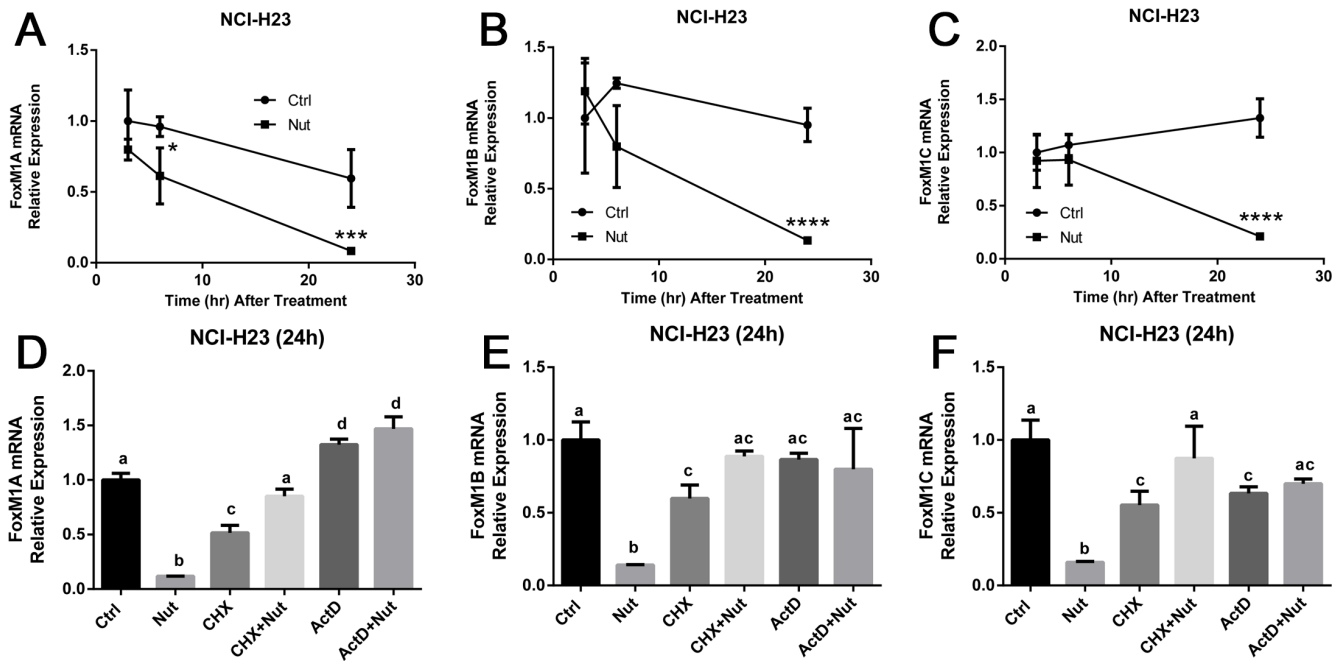 A
NCI-H23
FoxM1A mRNA
Relative Expression
1.5
1.0
0.5
0.0
Ctrl
Nut
*
***
0
10
20
30
Time (hr) After Treatment
B
NCI-H23
FoxM1B mRNA
Relative Expression
1.5
1.0
0.5
0.0
Ctrl
Nut
****
0
10
20
30
Time (hr) After Treatment
C
NCI-H23
FoxM1C mRNA
Relative Expression
2.0
1.5
1.0
0.5
0.0
Ctrl
Nut
****
0
10
20
30
Time (hr) After Treatment
D
NCI-H23 (24h)
FoxM1A mRNA
Relative Expression
2.0
1.5
1.0
0.5
0.0
a
b
c
a
d
d
Ctrl
Nut
CHX
CHX+Nut
ActD
ActD+Nut
E
NCI-H23 (24h)
FoxM1B mRNA
Relative Expression
1.5
1.0
0.5
0.0
a
b
c
ac
ac
ac
Ctrl
Nut
CHX
CHX+Nut
ActD
ActD+Nut
F
NCI-H23 (24h)
FoxM1C mRNA
Relative Expression
1.5
1.0
0.5
0.0
a
b
c
a
c
ac
Ctrl
Nut
CHX
CHX+Nut
ActD
ActD+Nut